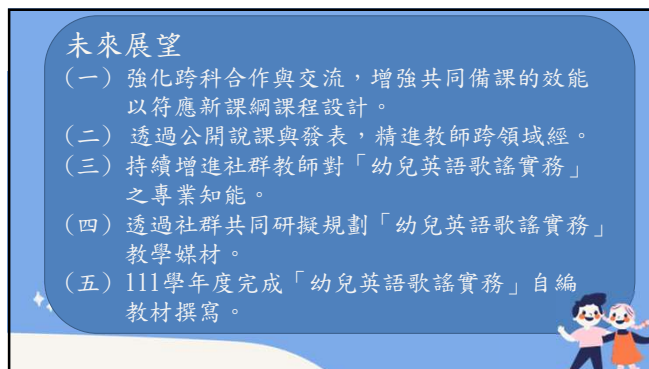 未來展望
（一）強化跨科合作與交流，增強共同備課的效能
以符應新課綱課程設計。
（二） 透過公開說課與發表，精進教師跨領域經。
（三）持續增進社群教師對「幼兒英語歌謠實務」
之專業知能。
（四）透過社群共同研擬規劃「幼兒英語歌謠實務」
教學媒材。
（五）111學年度完成「幼兒英語歌謠實務」自編
教材撰寫。